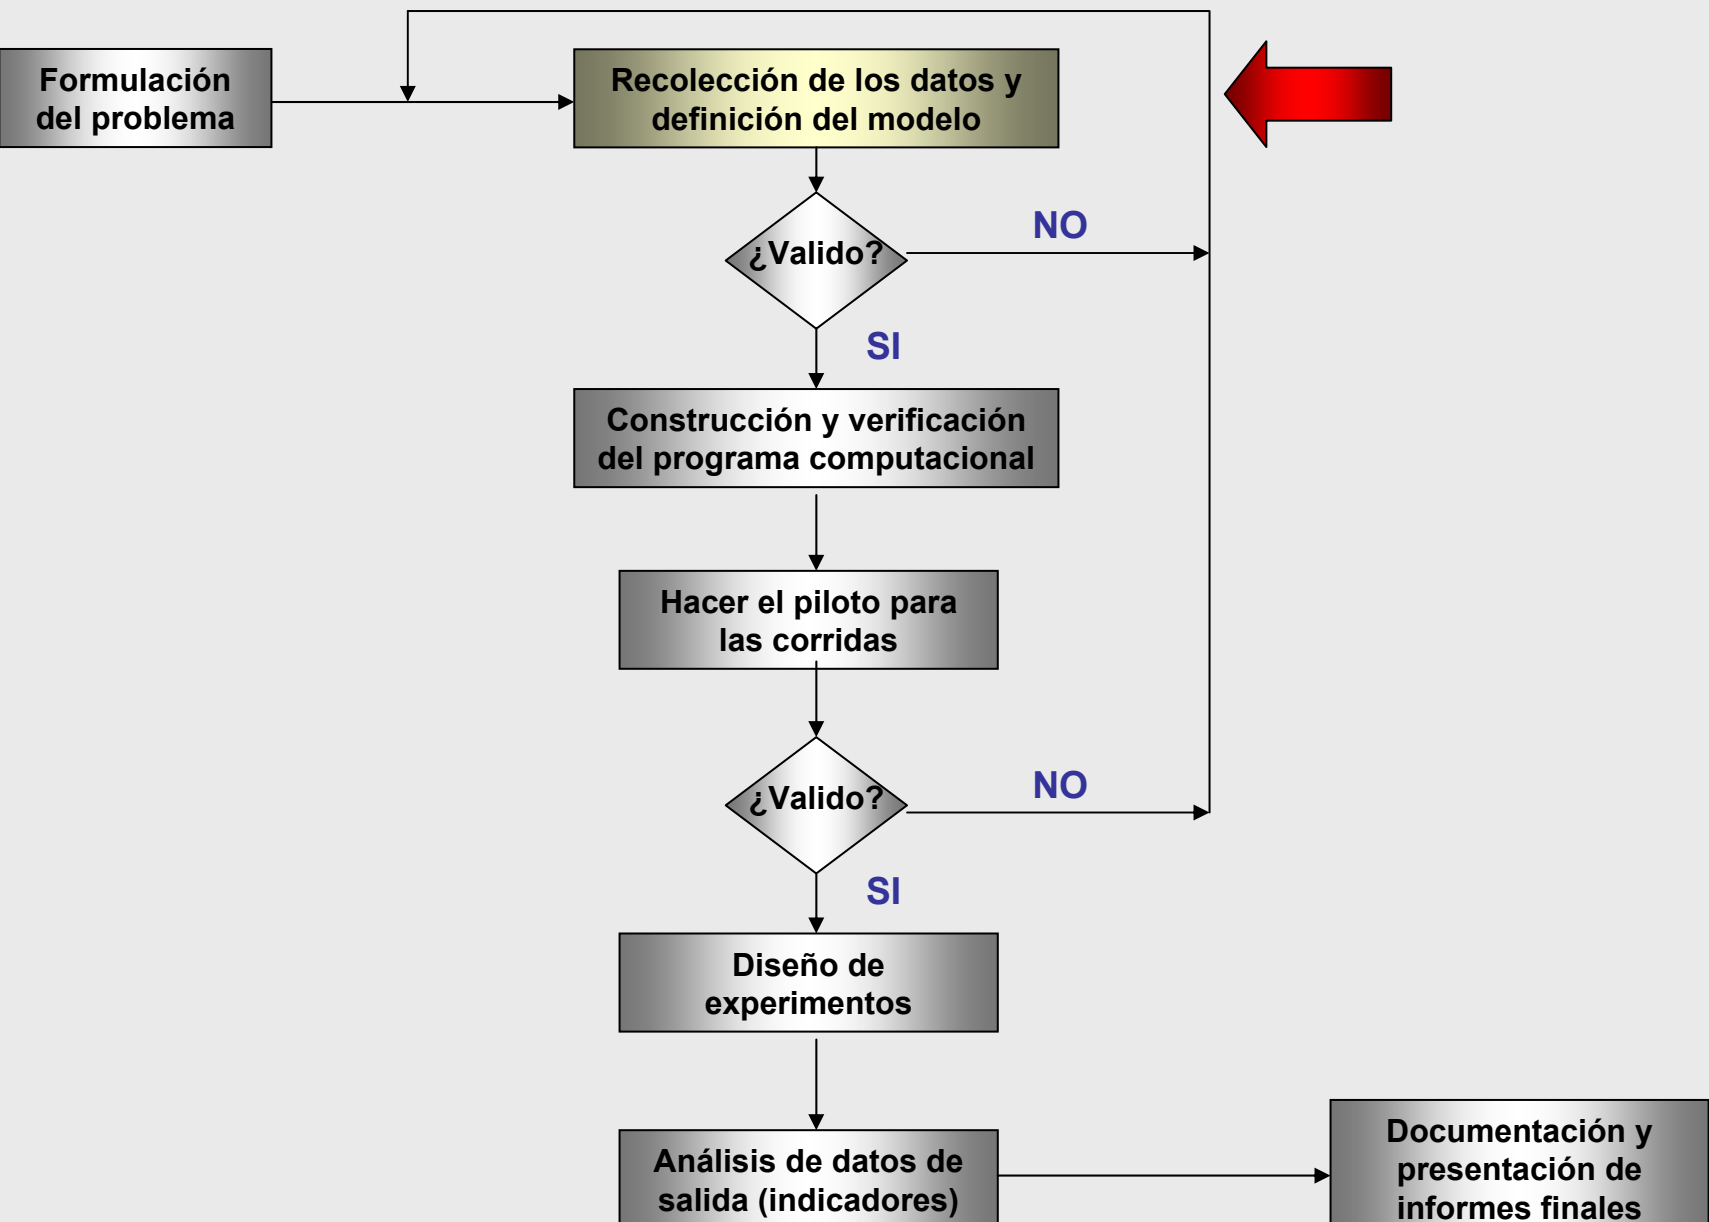 Formulación
del problema
Recolección de los datos y
definición del modelo
¿Valido?
NO
SI
Construcción y verificación
del programa computacional
Hacer el piloto para
las corridas
¿Valido?
NO
SI
Diseño de
experimentos
Análisis de datos de
salida (indicadores)
Documentación y
presentación de
informes finales